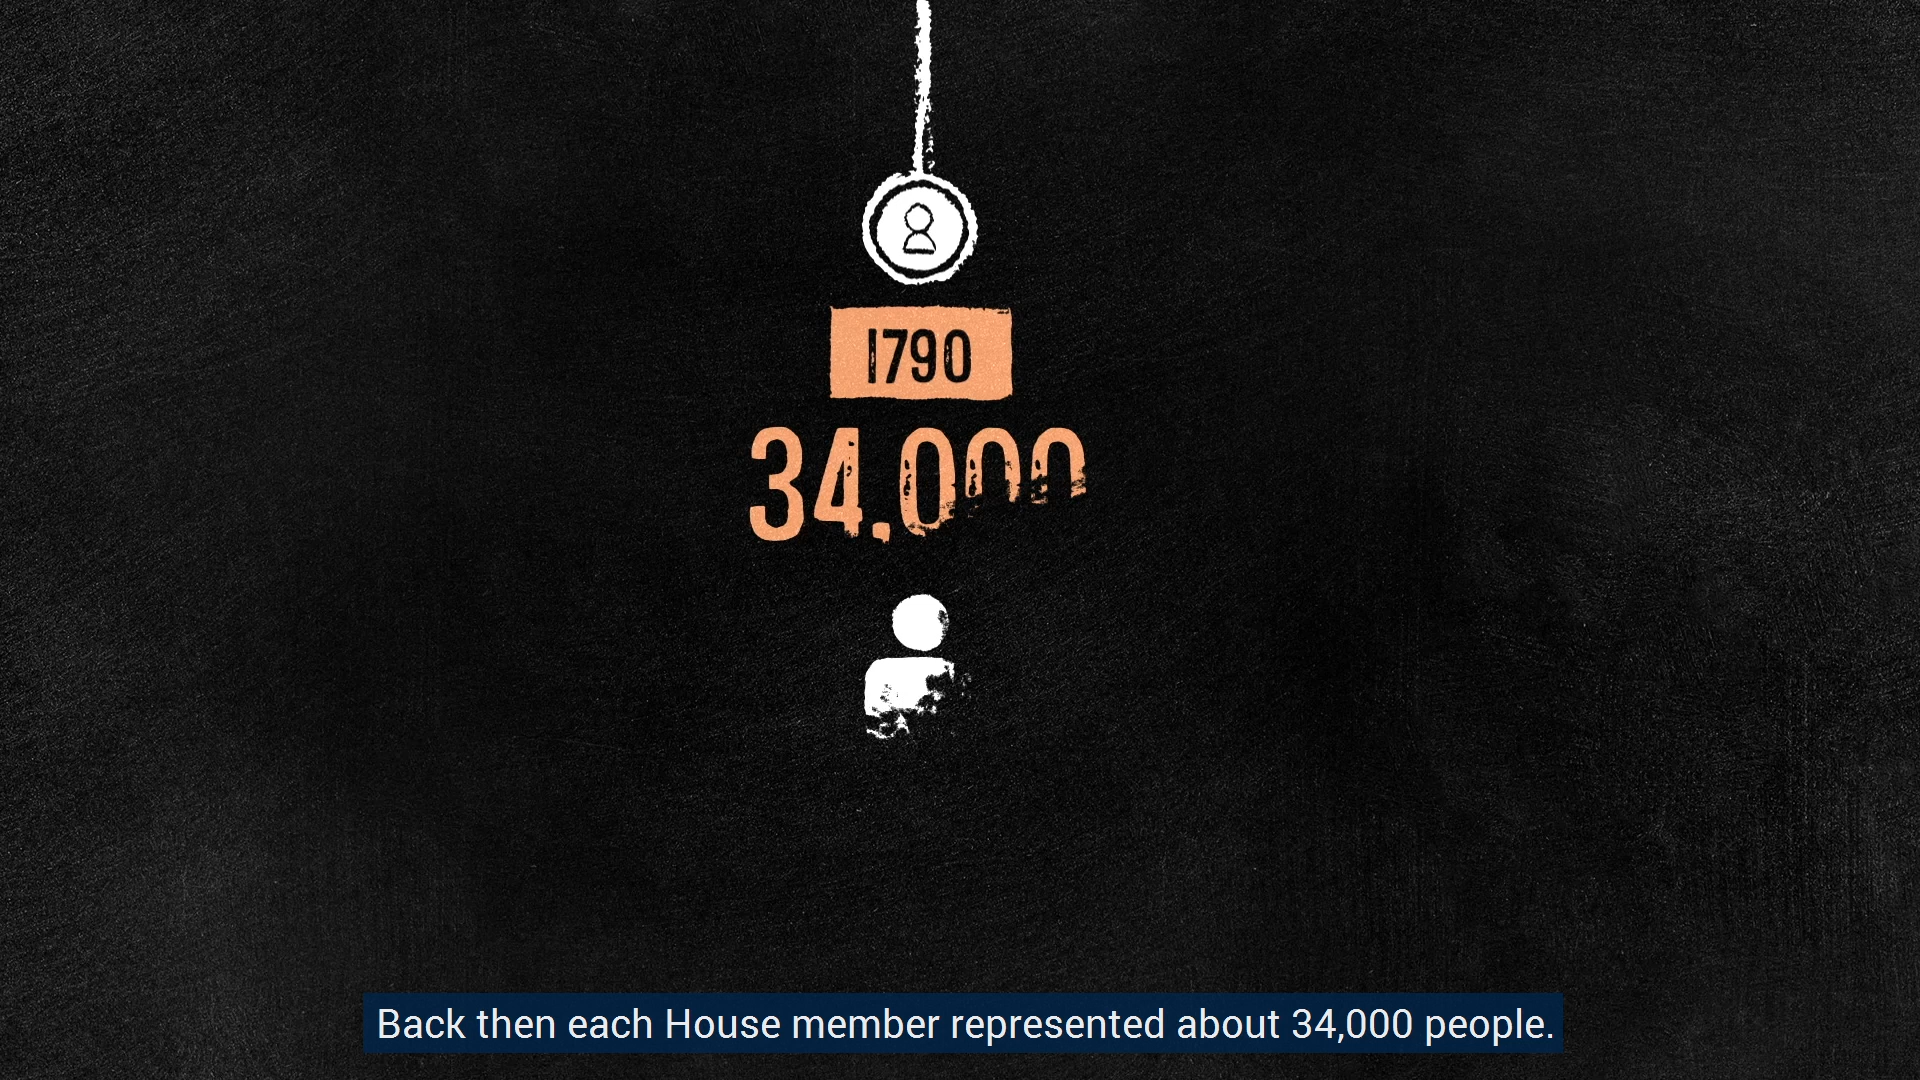 1790
34,000
Back then each House member represented about 34,000 people.